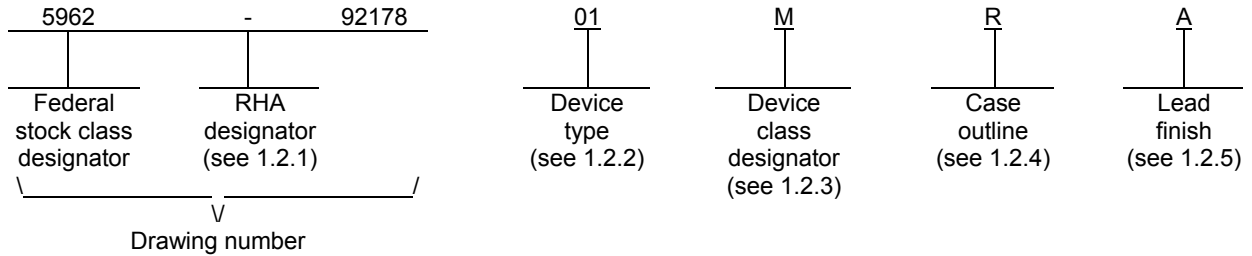 5962 - 92178 01 M R A
Federal RHA Device Device Case Lead
stock class designator type class outline finish
designator (see 1.2.1) (see 1.2.2) designator (see 1.2.4) (see 1.2.5)
(see 1.2.3)
\ /
\/
Drawing number